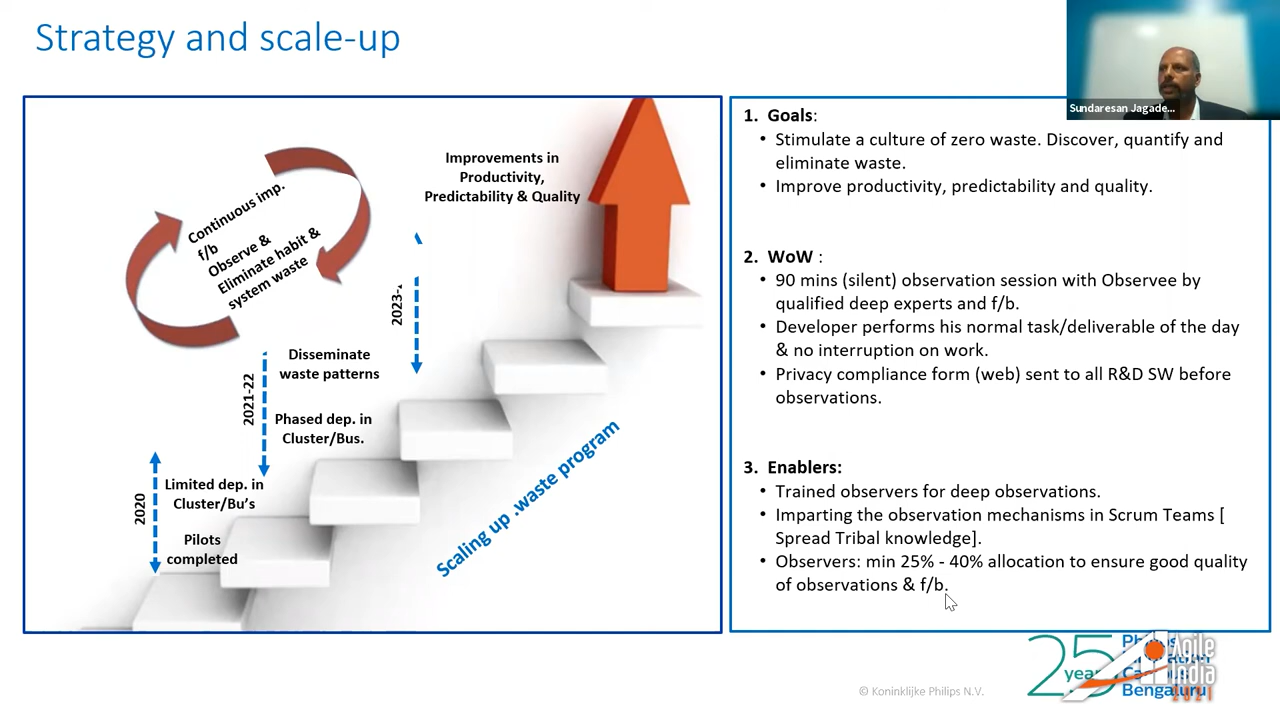 Strategy and scale-up
Sundaresan Jagade...
Improvements in
Productivity,
Predictability & Quality
Continuous imp.
f/b
Observe &
Eliminate habit &
system waste
2023-
Disseminate
waste patterns
2021-22
Phased dep. in
Cluster/Bus.
Limited dep. in
Cluster/Bu's
2020
Pilots
completed
Scaling up .waste program
1. Goals:
• Stimulate a culture of zero waste. Discover, quantify and
eliminate waste.
• Improve productivity, predictability and quality.
2. WoW :
• 90 mins (silent) observation session with Observee by
qualified deep experts and f/b.
• Developer performs his normal task/deliverable of the day
& no interruption on work.
• Privacy compliance form (web) sent to all R&D SW before
observations.
3. Enablers:
• Trained observers for deep observations.
• Imparting the observation mechanisms in Scrum Teams [
Spread Tribal knowledge].
• Observers: min 25% - 40% allocation to ensure good quality
of observations & f/b.
© Koninklijke Philips N.V.
25
years
Bengaluru
Agile
India
2021